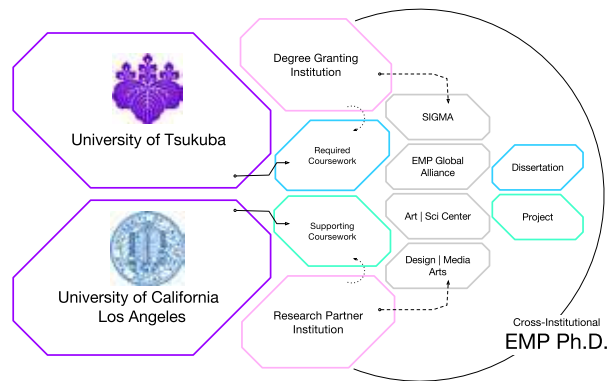 University of Tsukuba
University of California
Los Angeles
Degree Granting
Institution
Required
Coursework
Supporting
Coursework
Research Partner
Institution
SIGMA
EMP Global
Alliance
Art | Sci Center
Design | Media
Arts
Dissertation
Project
Cross-Institutional
EMP Ph.D.